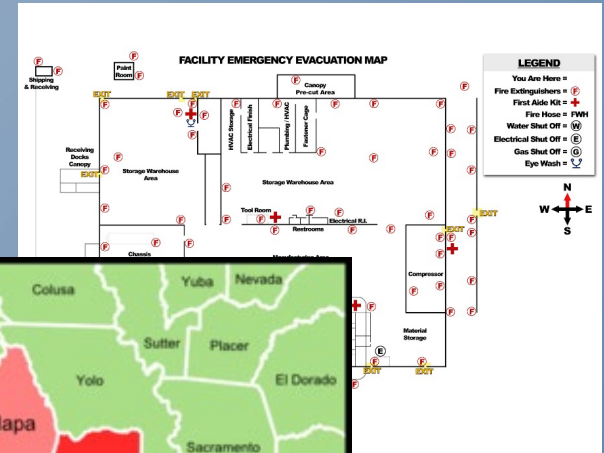 FACILITY EMERGENCY EVACUATION MAP
LEGEND
You Are Here =
Fire Extinguishers = F
First Aide Kit =
Fire Hose = FWH
Water Shut Off = W
Electrical Shut Off = E
Gas Shut Off = G
Eye Wash =
N
W E
S
Shipping
& Receiving
Paint
Room
Canopy
Pre-cut Area
EXIT
EXIT
EXIT
HVAC Storage
Electrical Finish
Plumbing / HVAC
Fastener Cage
Receiving
Docks
Canopy
EXIT
Storage Warehouse
Area
Storage Warehouse
Area
Tool Room
Electrical R.I.
Restrooms
EXIT
EXIT
Chassis
Compressor
Material
Storage
E
EXIT
EXIT
Colusa
Yuba
Nevada
Sutter
Placer
Yolo
El Dorado
apa
Sacramento